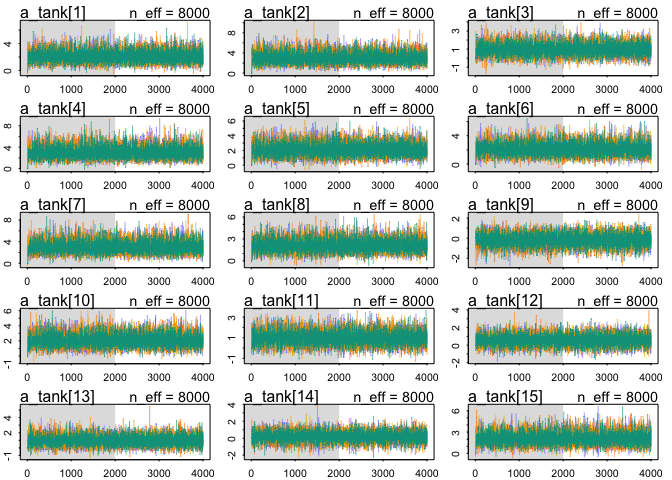 a_tank[1] n_eff = 8000 a_tank[2] n_eff = 8000 a_tank[3] n_eff = 8000
0 4
0 4 8
-1 1 3
0 1000 2000 3000 4000 0 1000 2000 3000 4000 0 1000 2000 3000 4000
a_tank[4] n_eff = 8000 a_tank[5] n_eff = 8000 a_tank[6] n_eff = 8000
0 4 8
0 2 4 6
0 4
0 1000 2000 3000 4000 0 1000 2000 3000 4000 0 1000 2000 3000 4000
a_tank[7] n_eff = 8000 a_tank[8] n_eff = 8000 a_tank[9] n_eff = 8000
0 4 8
0 3 6
-2 0 2
0 1000 2000 3000 4000 0 1000 2000 3000 4000 0 1000 2000 3000 4000
a_tank[10] n_eff = 8000 a_tank[11] n_eff = 8000 a_tank[12] n_eff = 8000
-1 2 4 6
-1 1 3
-2 0 2 4
0 1000 2000 3000 4000 0 1000 2000 3000 4000 0 1000 2000 3000 4000
a_tank[13] n_eff = 8000 a_tank[14] n_eff = 8000 a_tank[15] n_eff = 8000
-1 2
-2 0 2 4
0 3 6
0 1000 2000 3000 4000 0 1000 2000 3000 4000 0 1000 2000 3000 4000